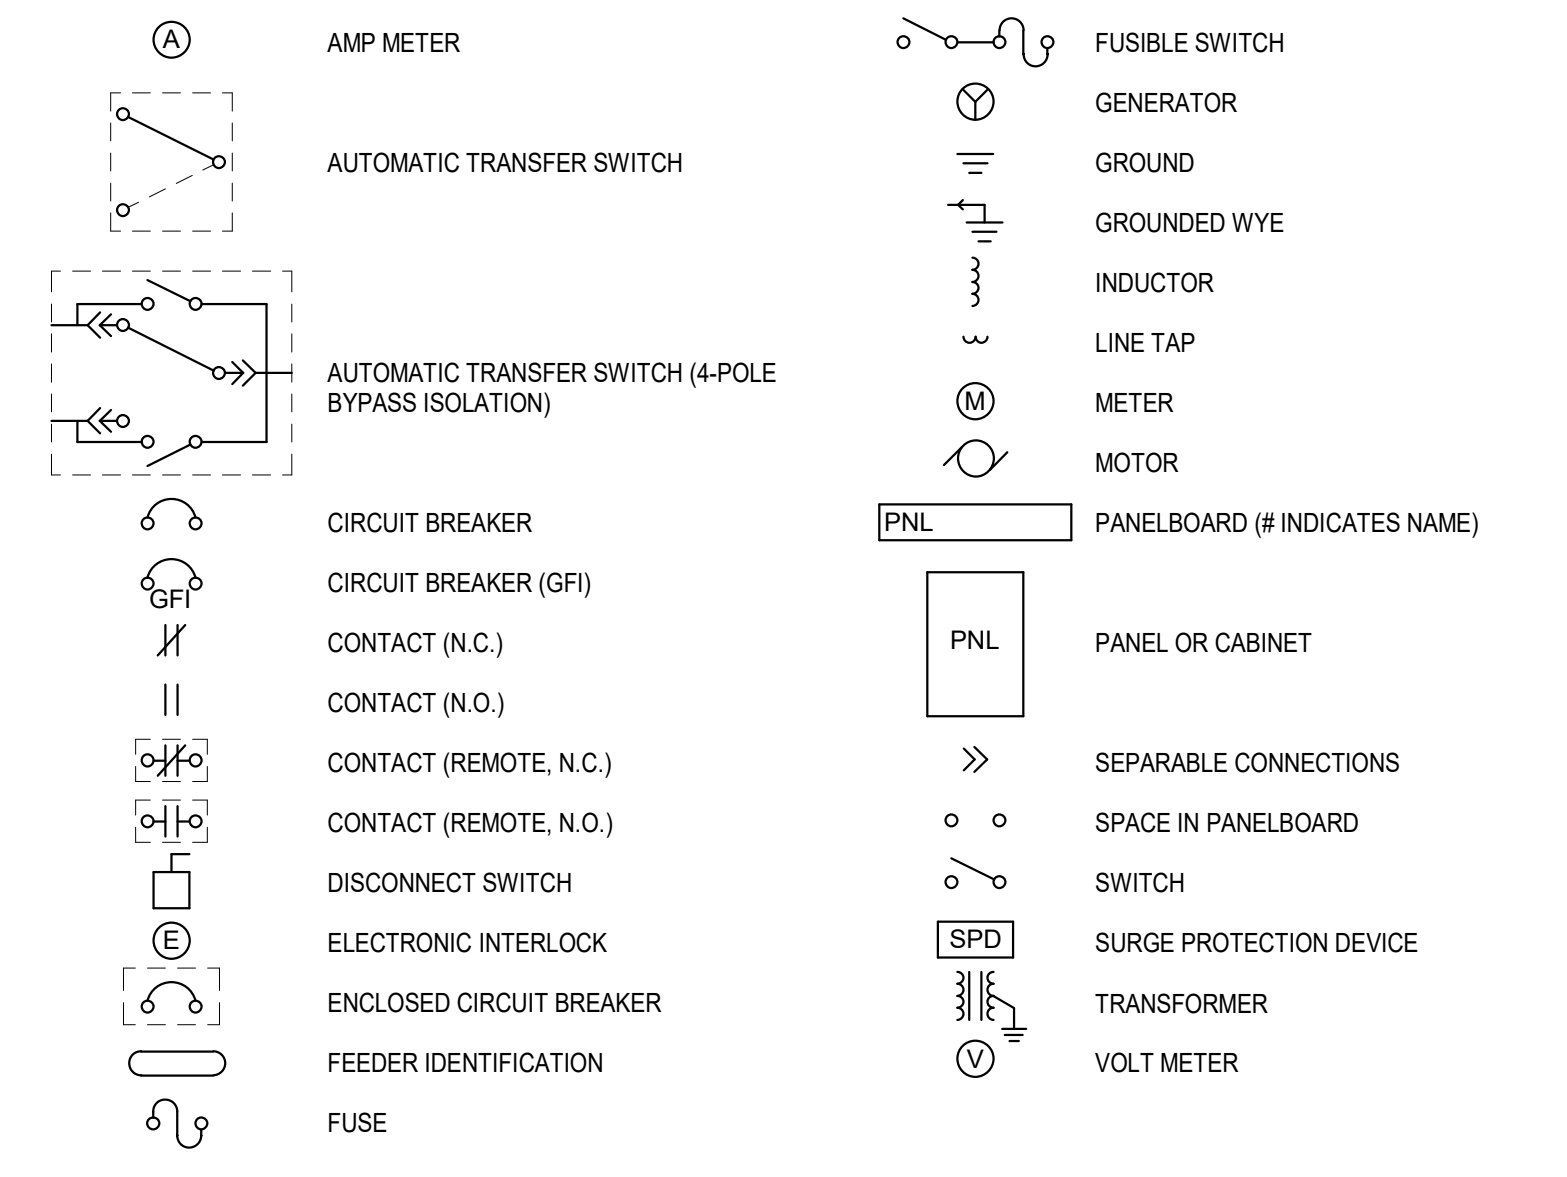 A
AMP METER
AUTOMATIC TRANSFER SWITCH
AUTOMATIC TRANSFER SWITCH (4-POLE
BYPASS ISOLATION)
CIRCUIT BREAKER
GFI
CIRCUIT BREAKER (GFI)
CONTACT (N.C.)
CONTACT (N.O.)
CONTACT (REMOTE, N.C.)
CONTACT (REMOTE, N.O.)
DISCONNECT SWITCH
E
ELECTRONIC INTERLOCK
ENCLOSED CIRCUIT BREAKER
FEEDER IDENTIFICATION
FUSE
FUSIBLE SWITCH
GENERATOR
GROUND
GROUNDED WYE
INDUCTOR
LINE TAP
M
METER
MOTOR
PNL
PANELBOARD (# INDICATES NAME)
PNL
PANEL OR CABINET
SEPARABLE CONNECTIONS
SPACE IN PANELBOARD
SWITCH
SPD
SURGE PROTECTION DEVICE
TRANSFORMER
V
VOLT METER